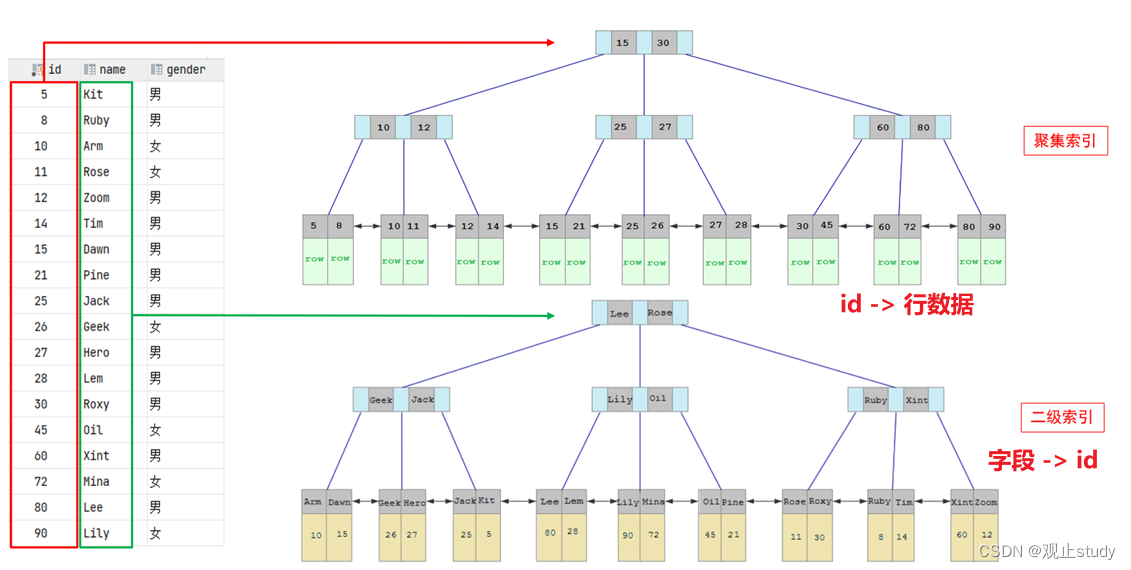 id name gender
5 Kit 男
8 Ruby 男
10 Arm 女
11 Rose 女
12 Zoom 男
14 Tim 男
15 Dawn 男
21 Pine 男
25 Jack 男
26 Geek 女
27 Hero 男
28 Lem 男
30 Roxy 男
45 Oil 女
60 Xint 男
72 Mina 女
80 Lee 男
90 Lily 女
15 30
10 12 25 27 60 80
聚集索引
5 8 10 11 12 14 15 21 25 26 27 28 30 45 60 72 80 90
row row row row row row row row row row row row row row row row row row
id -> 行数据
Lee Rose
Geek Jack Lily Oil Ruby Xint
二级索引
字段 -> id
Arm Dawn Geek Hero Jack Kit Lee Lem Lily Mina Oil Pine Rose Roxy Ruby Tim Xint Zoom
10 15 26 27 25 5 80 28 90 72 45 21 11 30 8 14 60 12
CSDN @观止study